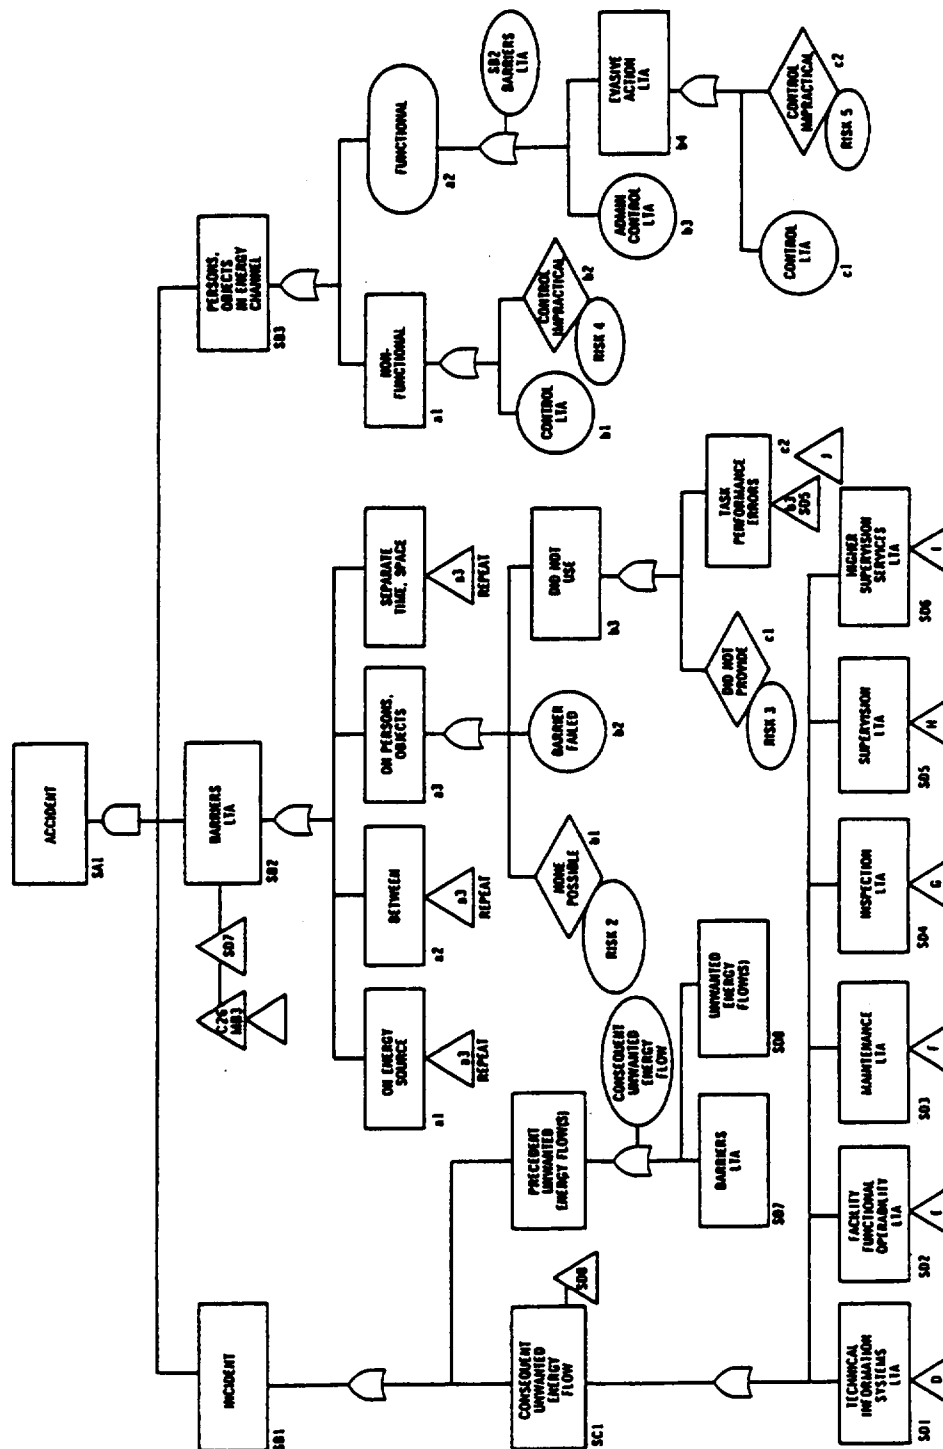 ACCIDENT
SA1
INCIDENT
SB1
BARRIERS
LTA
SB2
SD7
C26
MB3
PERSONS,
OBJECTS
IN ENERGY
CHANNEL
SB3
ON ENERGY
SOURCE
a1
a3
REPEAT
BETWEEN
a2
a3
REPEAT
ON PERSONS,
OBJECTS
a3
SEPARATE
TIME, SPACE
a3
REPEAT
NON-
FUNCTIONAL
a1
FUNCTIONAL
a2
SB2
BARRIERS
LTA
CONSEQUENT
UNWANTED
ENERGY
FLOW
SC1
SD8
PRECEDENT
UNWANTED
ENERGY FLOW(S)
CONSEQUENT
UNWANTED
ENERGY
FLOW
NONE
POSSIBLE
b1
RISK 2
BARRIER
FAILED
b2
DID NOT
USE
b3
CONTROL
LTA
b1
CONTROL
IMPRACTICAL
b2
RISK 4
ADMIN
CONTROL
LTA
b3
EVASIVE
ACTION
LTA
b4
BARRIERS
LTA
SD7
UNWANTED
ENERGY
FLOW(S)
SD8
DID NOT
PROVIDE
c1
RISK 3
TASK
PERFORMANCE
ERRORS
c2
b3
SD5
J
CONTROL
LTA
c1
CONTROL
IMPRACTICAL
c2
RISK 5
TECHNICAL
INFORMATION
SYSTEMS
LTA
SD1
D
FACILITY
FUNCTIONAL
OPERABILITY
LTA
SD2
E
MAINTENANCE
LTA
SD3
F
INSPECTION
LTA
SD4
G
SUPERVISION
LTA
SD5
H
HIGHER
SUPERVISION
SERVICES
LTA
SD6
I